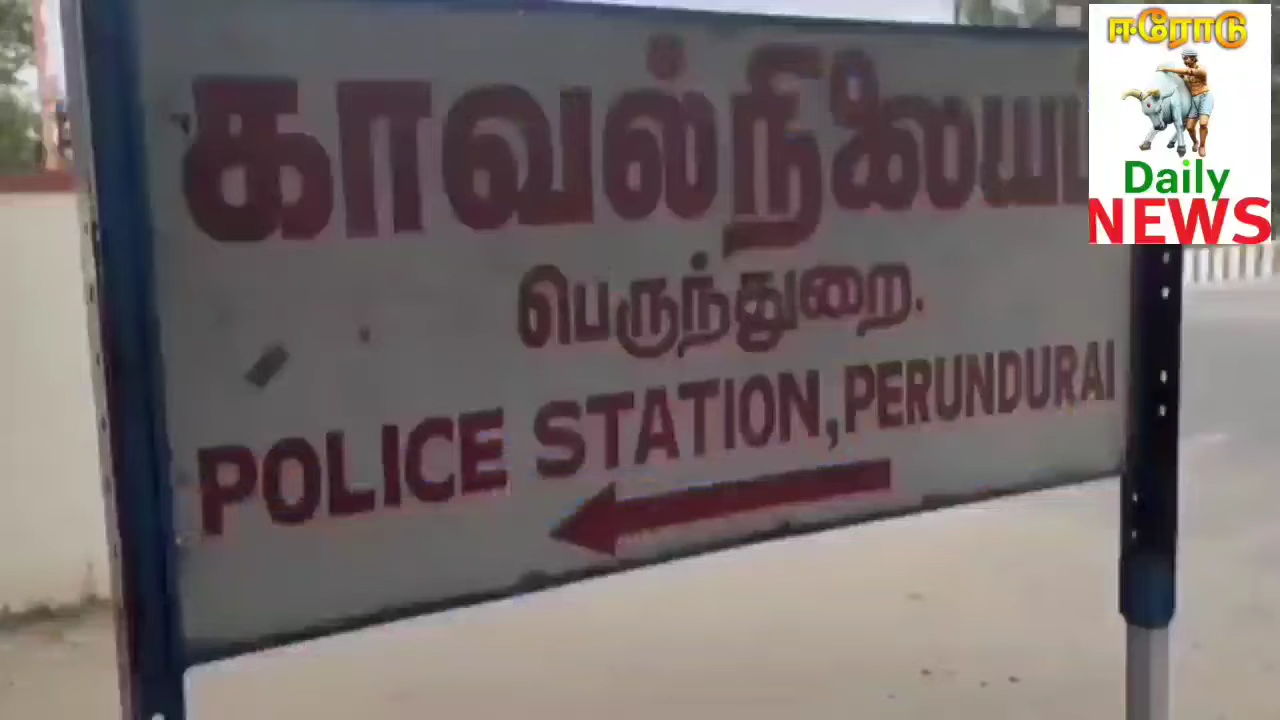 காவல்நிலையம்
பெருந்துறை.
POLICE STATION, PERUNDURAI
ஈரோடு
Daily
NEWS